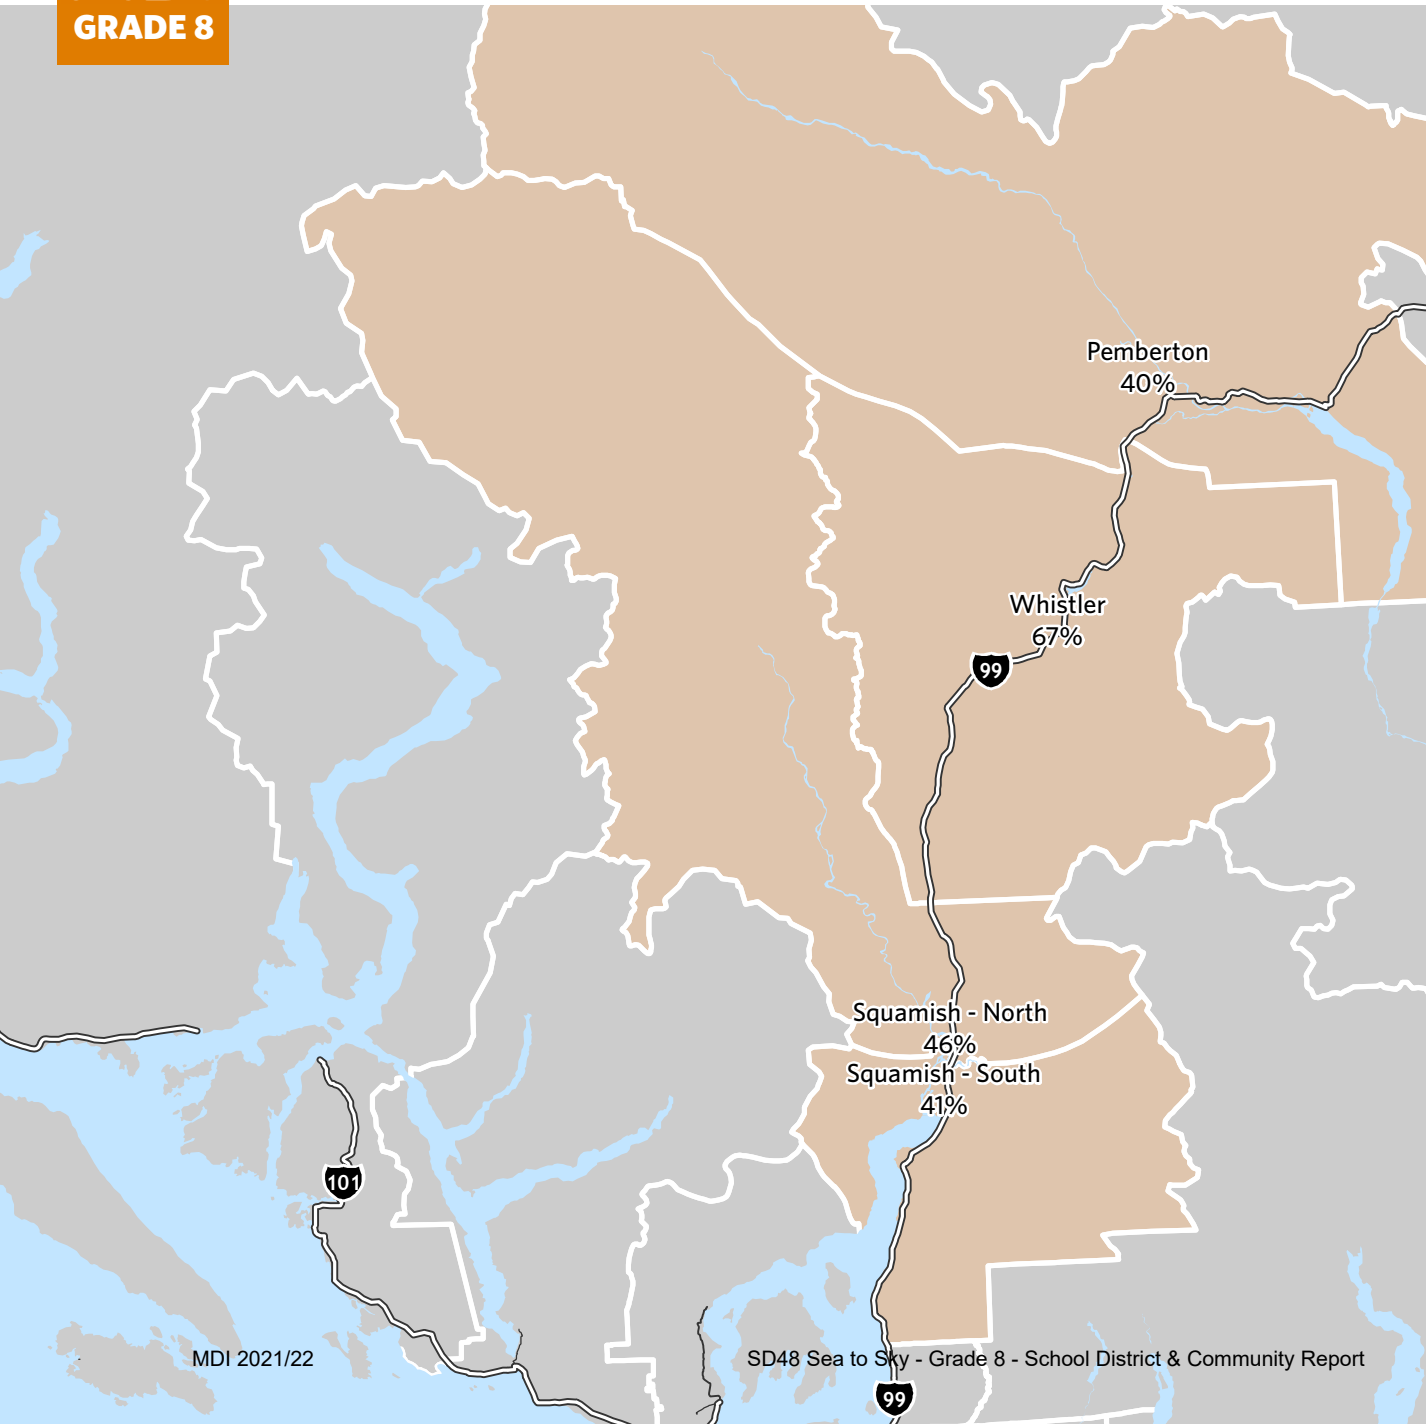 GRADE 8
Pemberton
40%
Whistler
67%
99
Squamish - North
46%
Squamish - South
41%
101
MDI 2021/22
SD48 Sea to Sky - Grade 8 - School District & Community Report
99